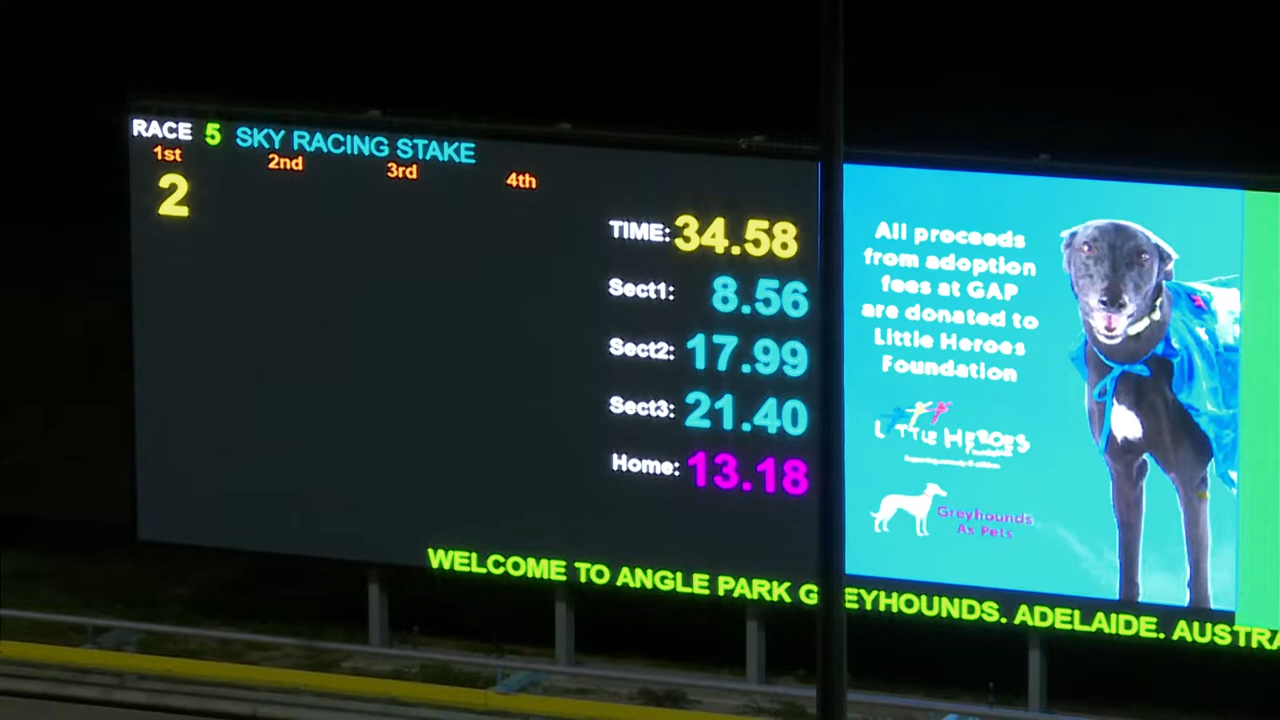 RACE 5 SKY RACING STAKE
1st 2nd 3rd 4th
2
TIME: 34.58
Sect1: 8.56
Sect2: 17.99
Sect3: 21.40
Home: 13.18
All proceeds
from adoption
fees at GAP
are donated to
Little Heroes
Foundation
LITTLE HEROES
Foundation
Greyhounds
As Pets
WELCOME TO ANGLE PARK GREYHOUNDS. ADELAIDE. AUSTRA